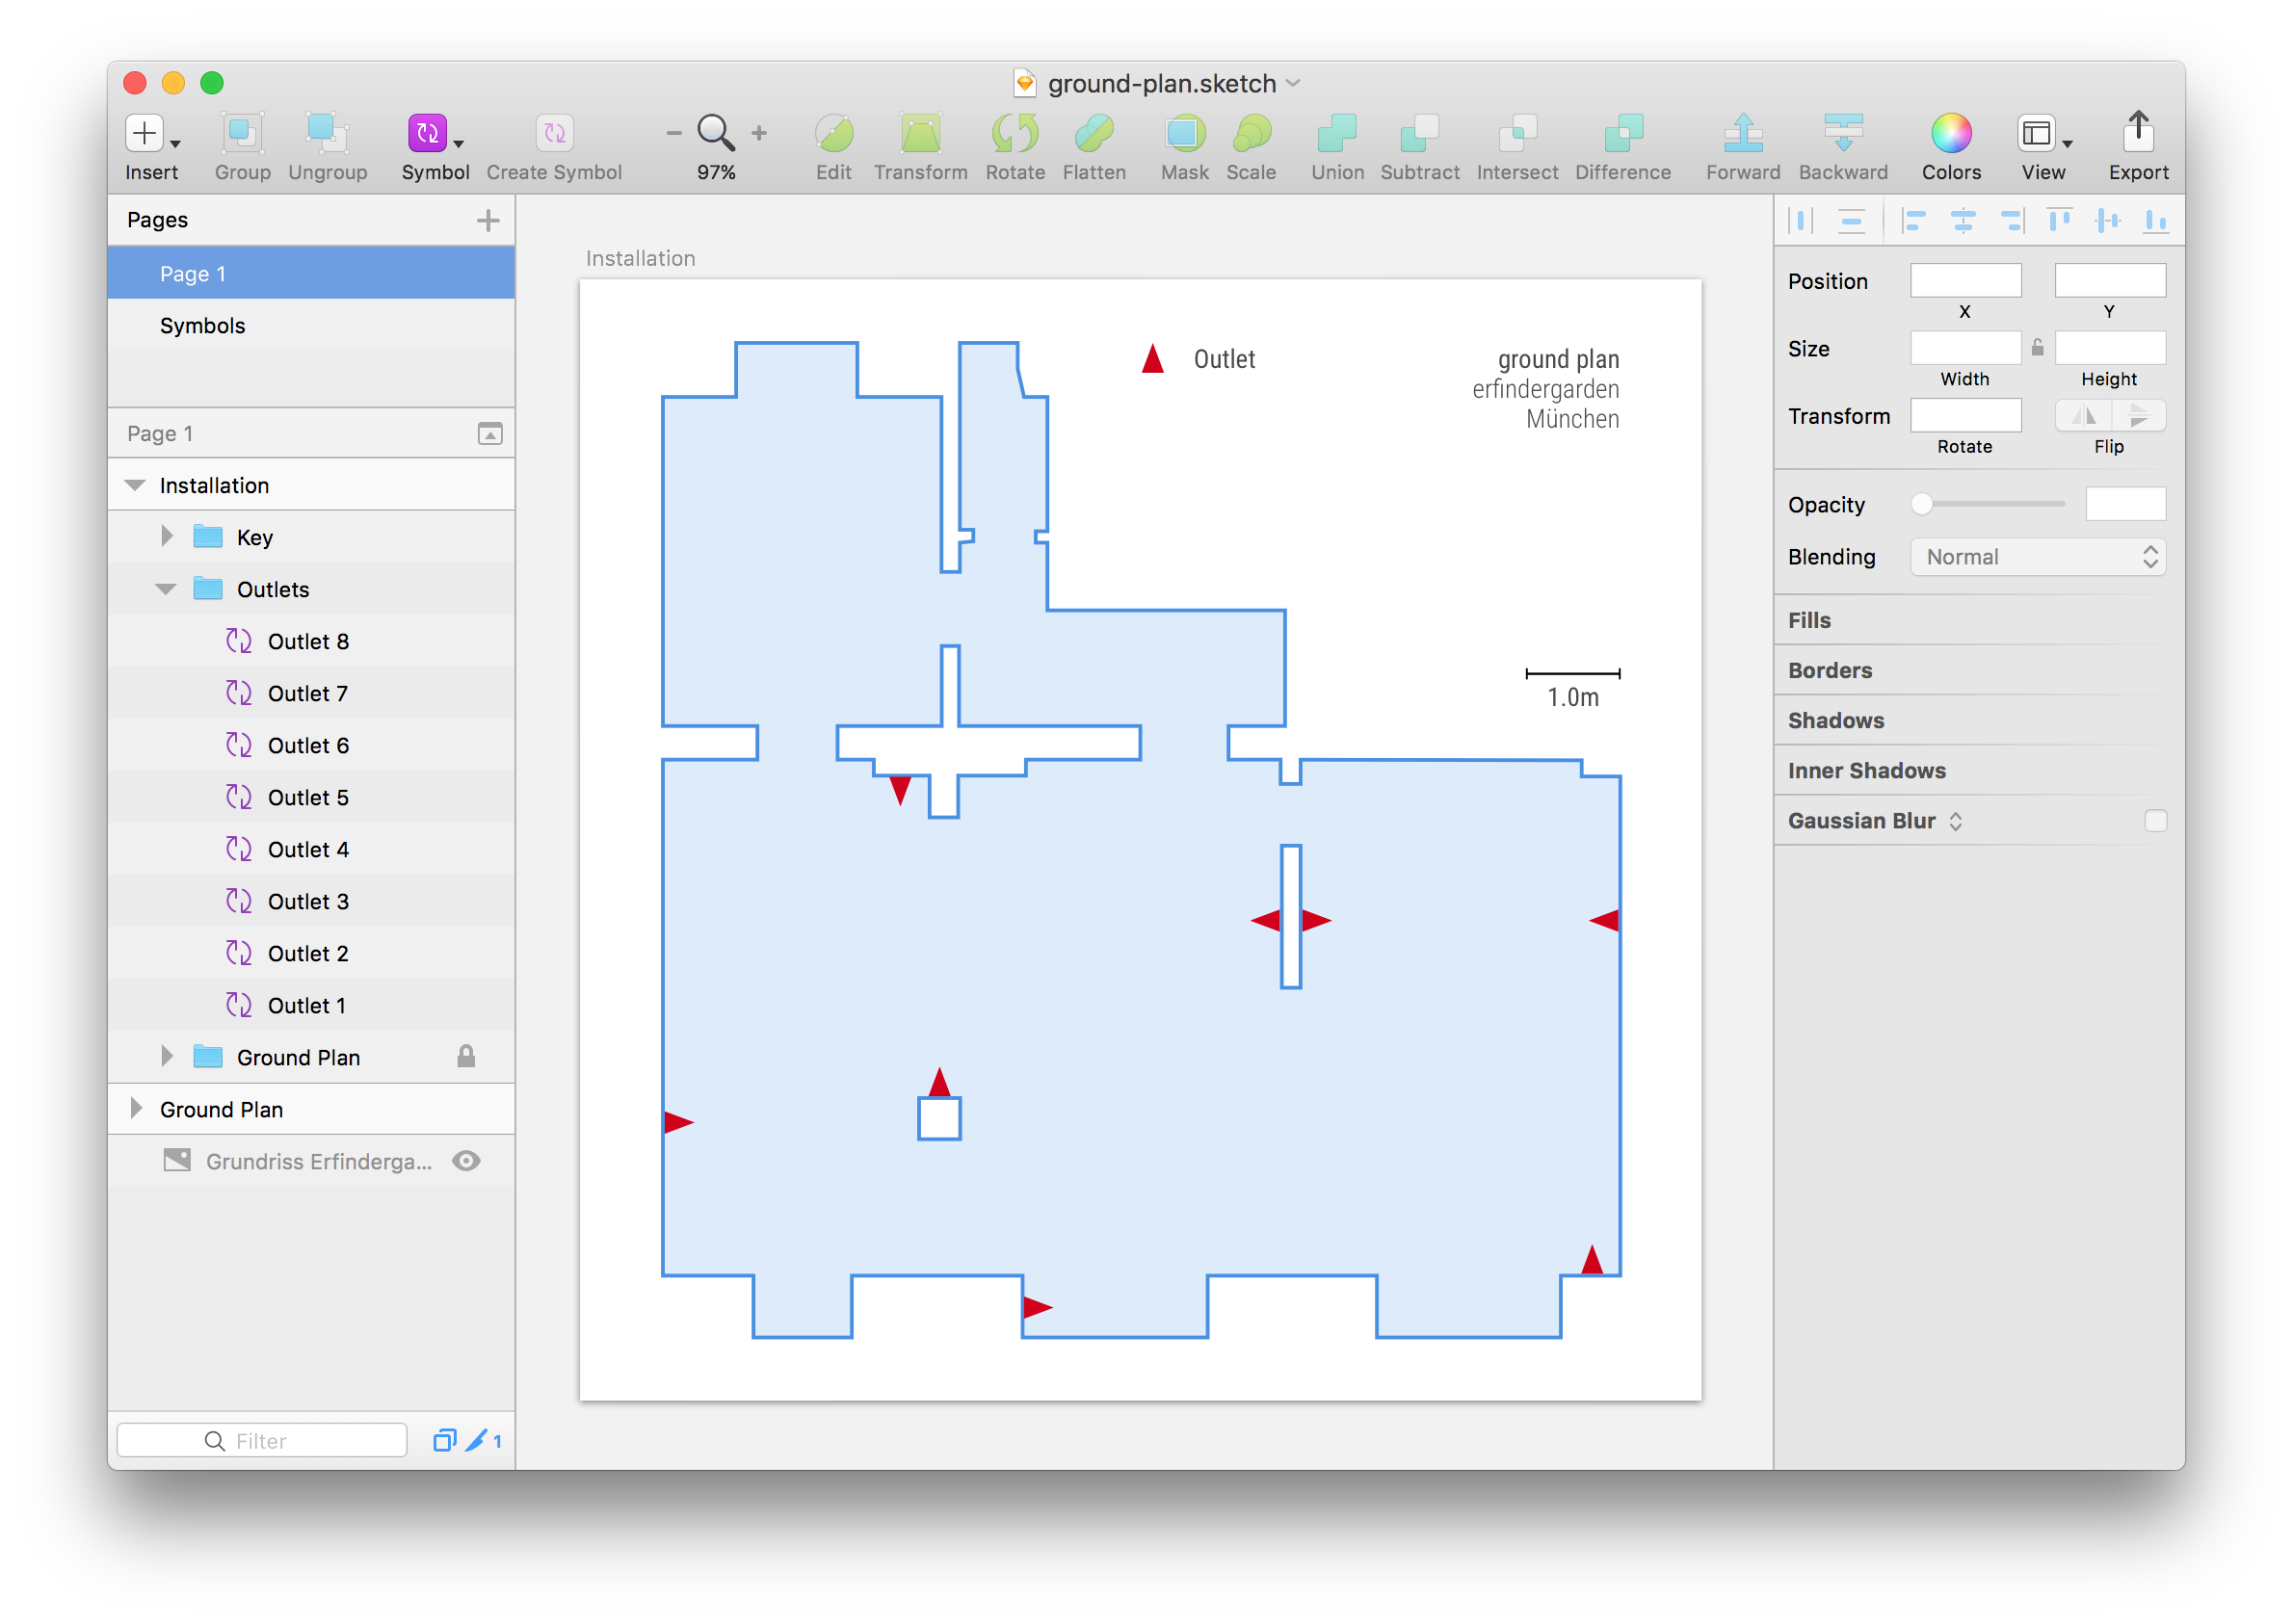 ground-plan.sketch
Insert
Group
Ungroup
Symbol
Create Symbol
97%
Edit
Transform
Rotate
Flatten
Mask
Scale
Union
Subtract
Intersect
Difference
Forward
Backward
Colors
View
Export
Pages
Page 1
Symbols
Page 1
Installation
Key
Outlets
Outlet 8
Outlet 7
Outlet 6
Outlet 5
Outlet 4
Outlet 3
Outlet 2
Outlet 1
Ground Plan
Ground Plan
Grundriss Erfinderga...
Filter
1
Installation
Outlet
ground plan
erfindergarden
München
1.0m
Position
X
Y
Size
Width
Height
Transform
Rotate
Flip
Opacity
Blending
Normal
Fills
Borders
Shadows
Inner Shadows
Gaussian Blur